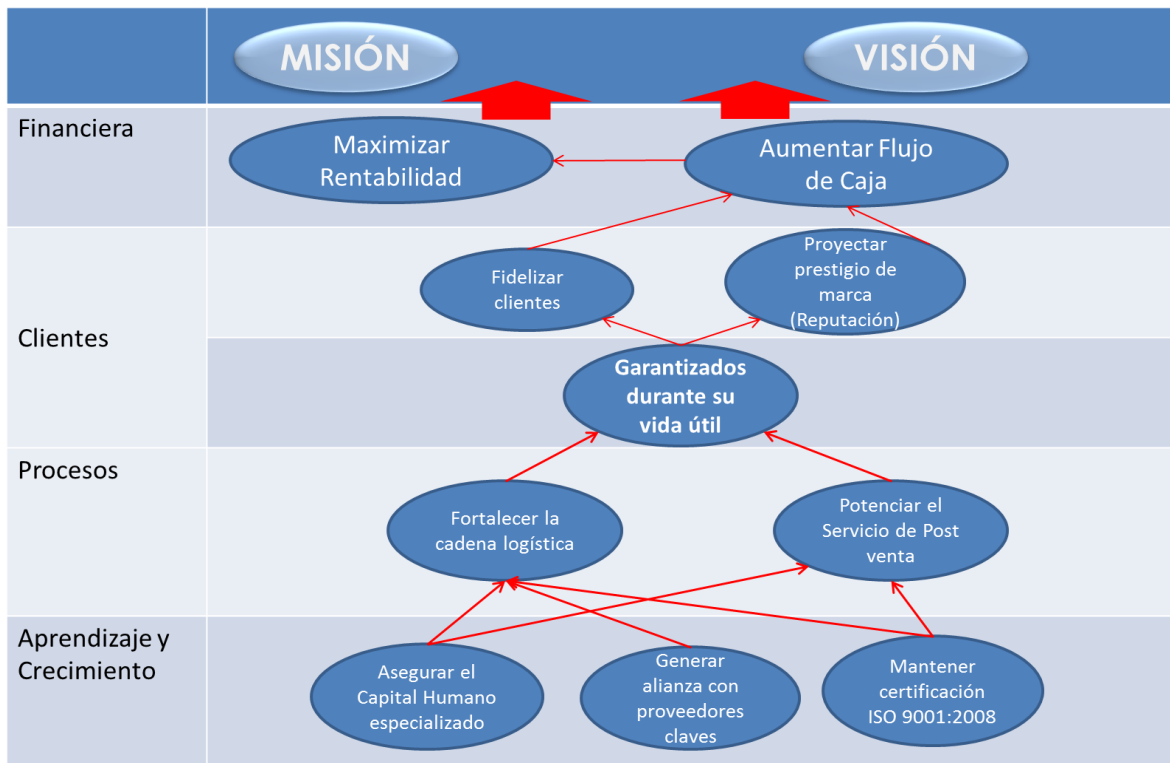 MISIÓN
VISIÓN
Financiera
Maximizar
Rentabilidad
Aumentar Flujo
de Caja
Clientes
Fidelizar
clientes
Proyectar
prestigio de
marca
(Reputación)
Garantizados
durante su
vida útil
Procesos
Fortalecer la
cadena logística
Potenciar el
Servicio de Post
venta
Aprendizaje y
Crecimiento
Asegurar el
Capital Humano
especializado
Generar
alianza con
proveedores
claves
Mantener
certificación
ISO 9001:2008